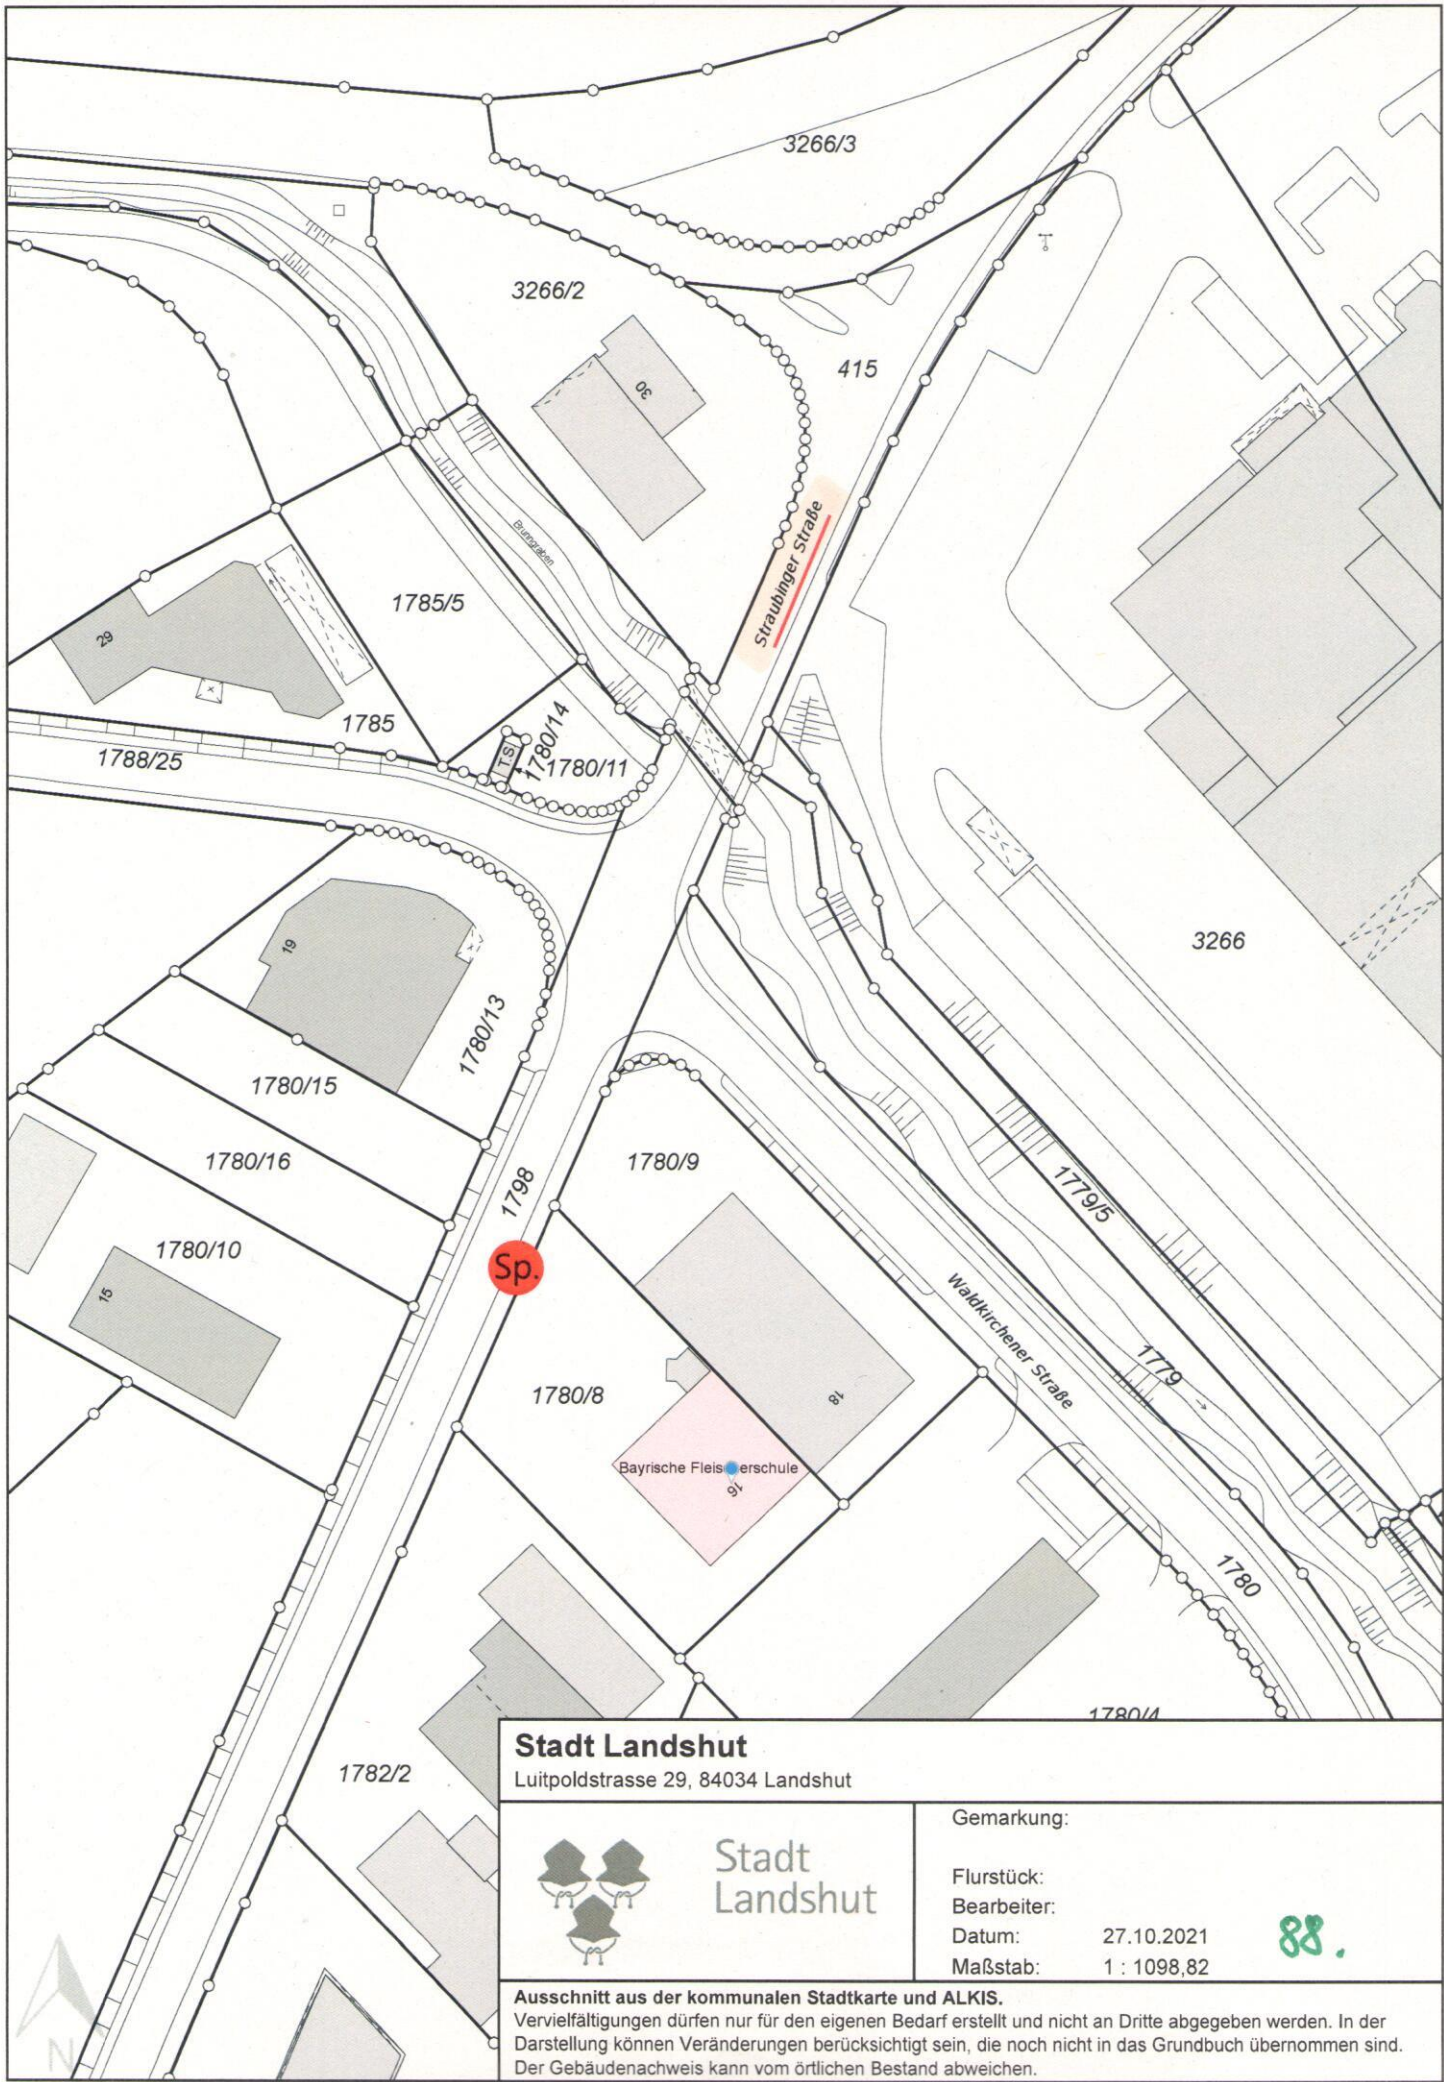 3266/3
3266/2
30
415
Straubinger Straße
Brunngraben
1785/5
29
1785
1788/25
T.S
1780/14
1780/11
3266
19
1780/13
1780/15
1780/16
1798
1780/9
1779/5
Sp.
1780/10
15
Waldkirchener Straße
1779
1780/8
18
Bayrische Fleis erschule
16
1780
1780/4
1782/2
Stadt Landshut
Luitpoldstrasse 29, 84034 Landshut
Stadt
Landshut
Gemarkung:
Flurstück:
Bearbeiter:
Datum: 27.10.2021
Maßstab: 1 : 1098,82
88.
N
Ausschnitt aus der kommunalen Stadtkarte und ALKIS.
Vervielfältigungen dürfen nur für den eigenen Bedarf erstellt und nicht an Dritte abgegeben werden. In der
Darstellung können Veränderungen berücksichtigt sein, die noch nicht in das Grundbuch übernommen sind.
Der Gebäudenachweis kann vom örtlichen Bestand abweichen.